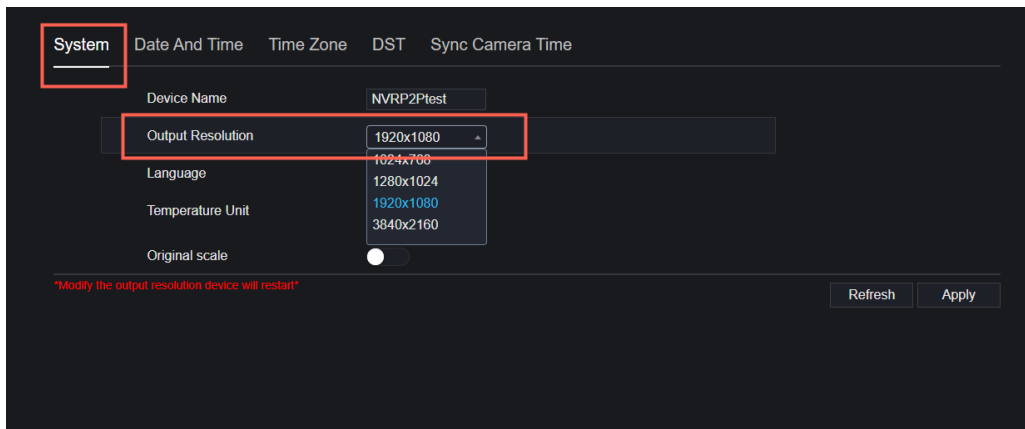 System Date And Time Time Zone DST Sync Camera Time
Device Name NVRP2Ptest
Output Resolution 1920x1080
1024x768
Language 1280x1024
1920x1080
Temperature Unit
3840x2160
Original scale
*Modify the output resolution device will restart*
Refresh Apply